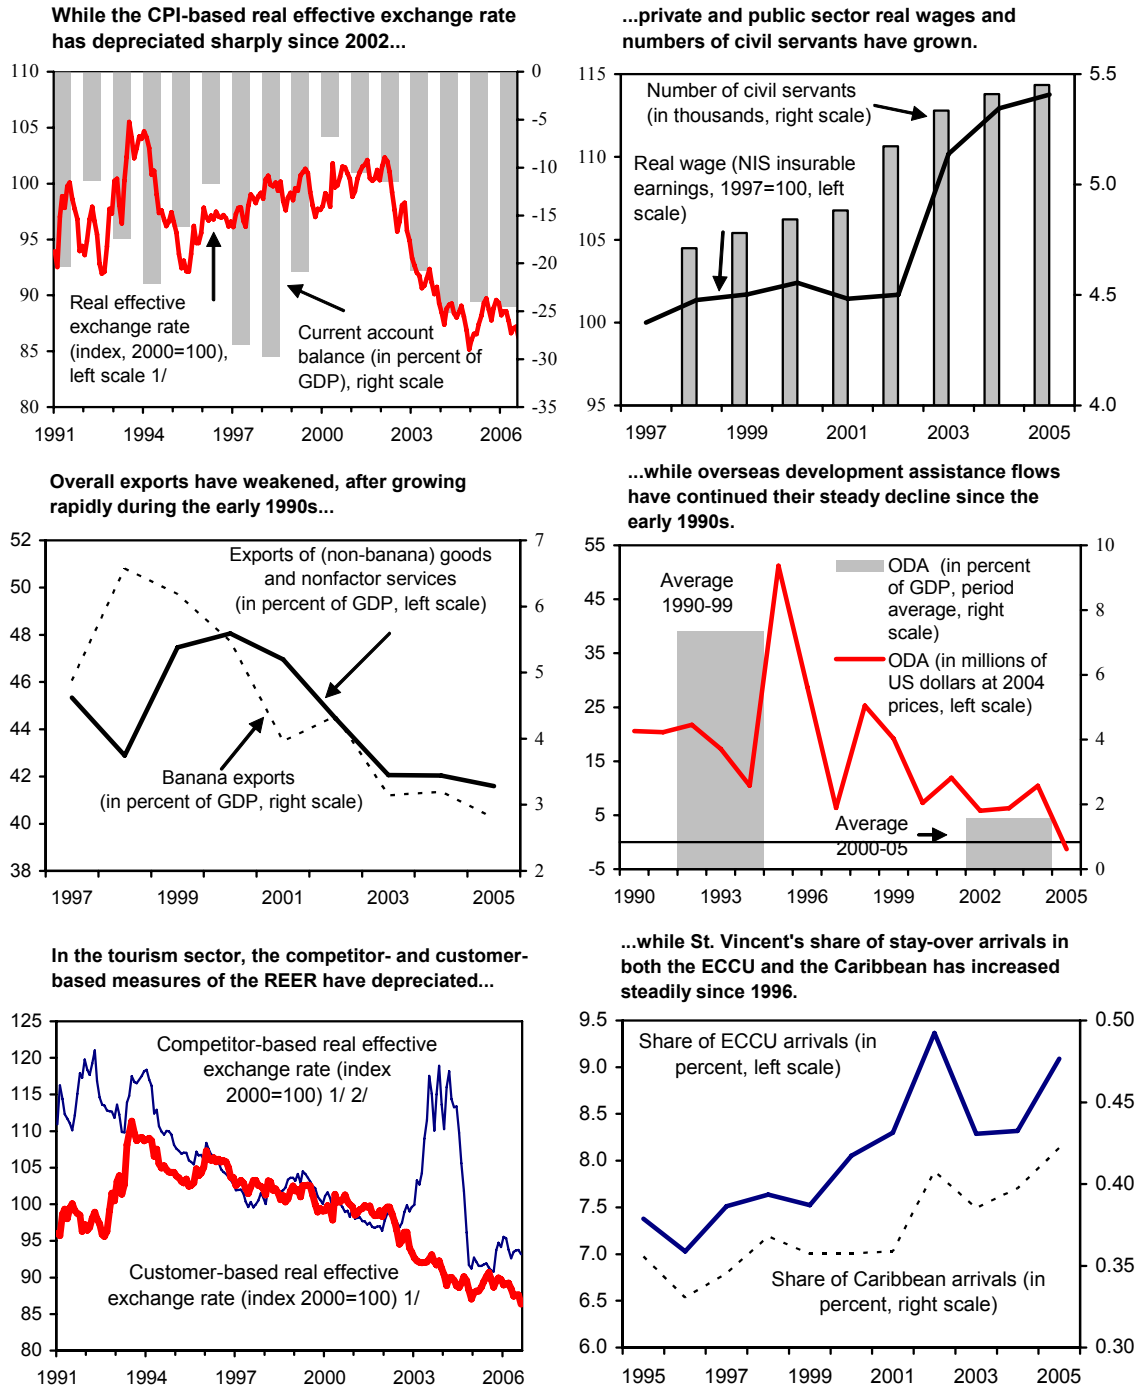 While the CPI-based real effective exchange rate
has depreciated sharply since 2002...
110
105
100
95
90
85
80
0
-5
-10
-15
-20
-25
-30
-35
Real effective
exchange rate
(index, 2000=100),
left scale 1/
Current account
balance (in percent of
GDP), right scale
1991
1994
1997
2000
2003
2006
...private and public sector real wages and
numbers of civil servants have grown.
115
110
105
100
95
5.5
5.0
4.5
4.0
Number of civil servants
(in thousands, right scale)
Real wage (NIS insurable
earnings, 1997=100, left
scale)
1997
1999
2001
2003
2005
Overall exports have weakened, after growing
rapidly during the early 1990s...
52
50
48
46
44
42
40
38
7
6
5
4
3
2
Exports of (non-banana) goods
and nonfactor services
(in percent of GDP, left scale)
Banana exports
(in percent of GDP, right scale)
1997
1999
2001
2003
2005
...while overseas development assistance flows
have continued their steady decline since the
early 1990s.
55
45
35
25
15
5
-5
10
8
6
4
2
0
Average
1990-99
ODA (in percent
of GDP, period
average, right
scale)
ODA (in millions of
US dollars at 2004
prices, left scale)
Average
2000-05
1990
1993
1996
1999
2002
2005
In the tourism sector, the competitor- and customer-
based measures of the REER have depreciated...
125
120
115
110
105
100
95
90
85
80
Competitor-based real effective
exchange rate (index
2000=100) 1/ 2/
Customer-based real effective
exchange rate (index 2000=100) 1/
1991
1994
1997
2000
2003
2006
...while St. Vincent's share of stay-over arrivals in
both the ECCU and the Caribbean has increased
steadily since 1996.
9.5
9.0
8.5
8.0
7.5
7.0
6.5
6.0
0.50
0.45
0.40
0.35
0.30
Share of ECCU arrivals (in
percent, left scale)
Share of Caribbean arrivals (in
percent, right scale)
1995
1997
1999
2001
2003
2005